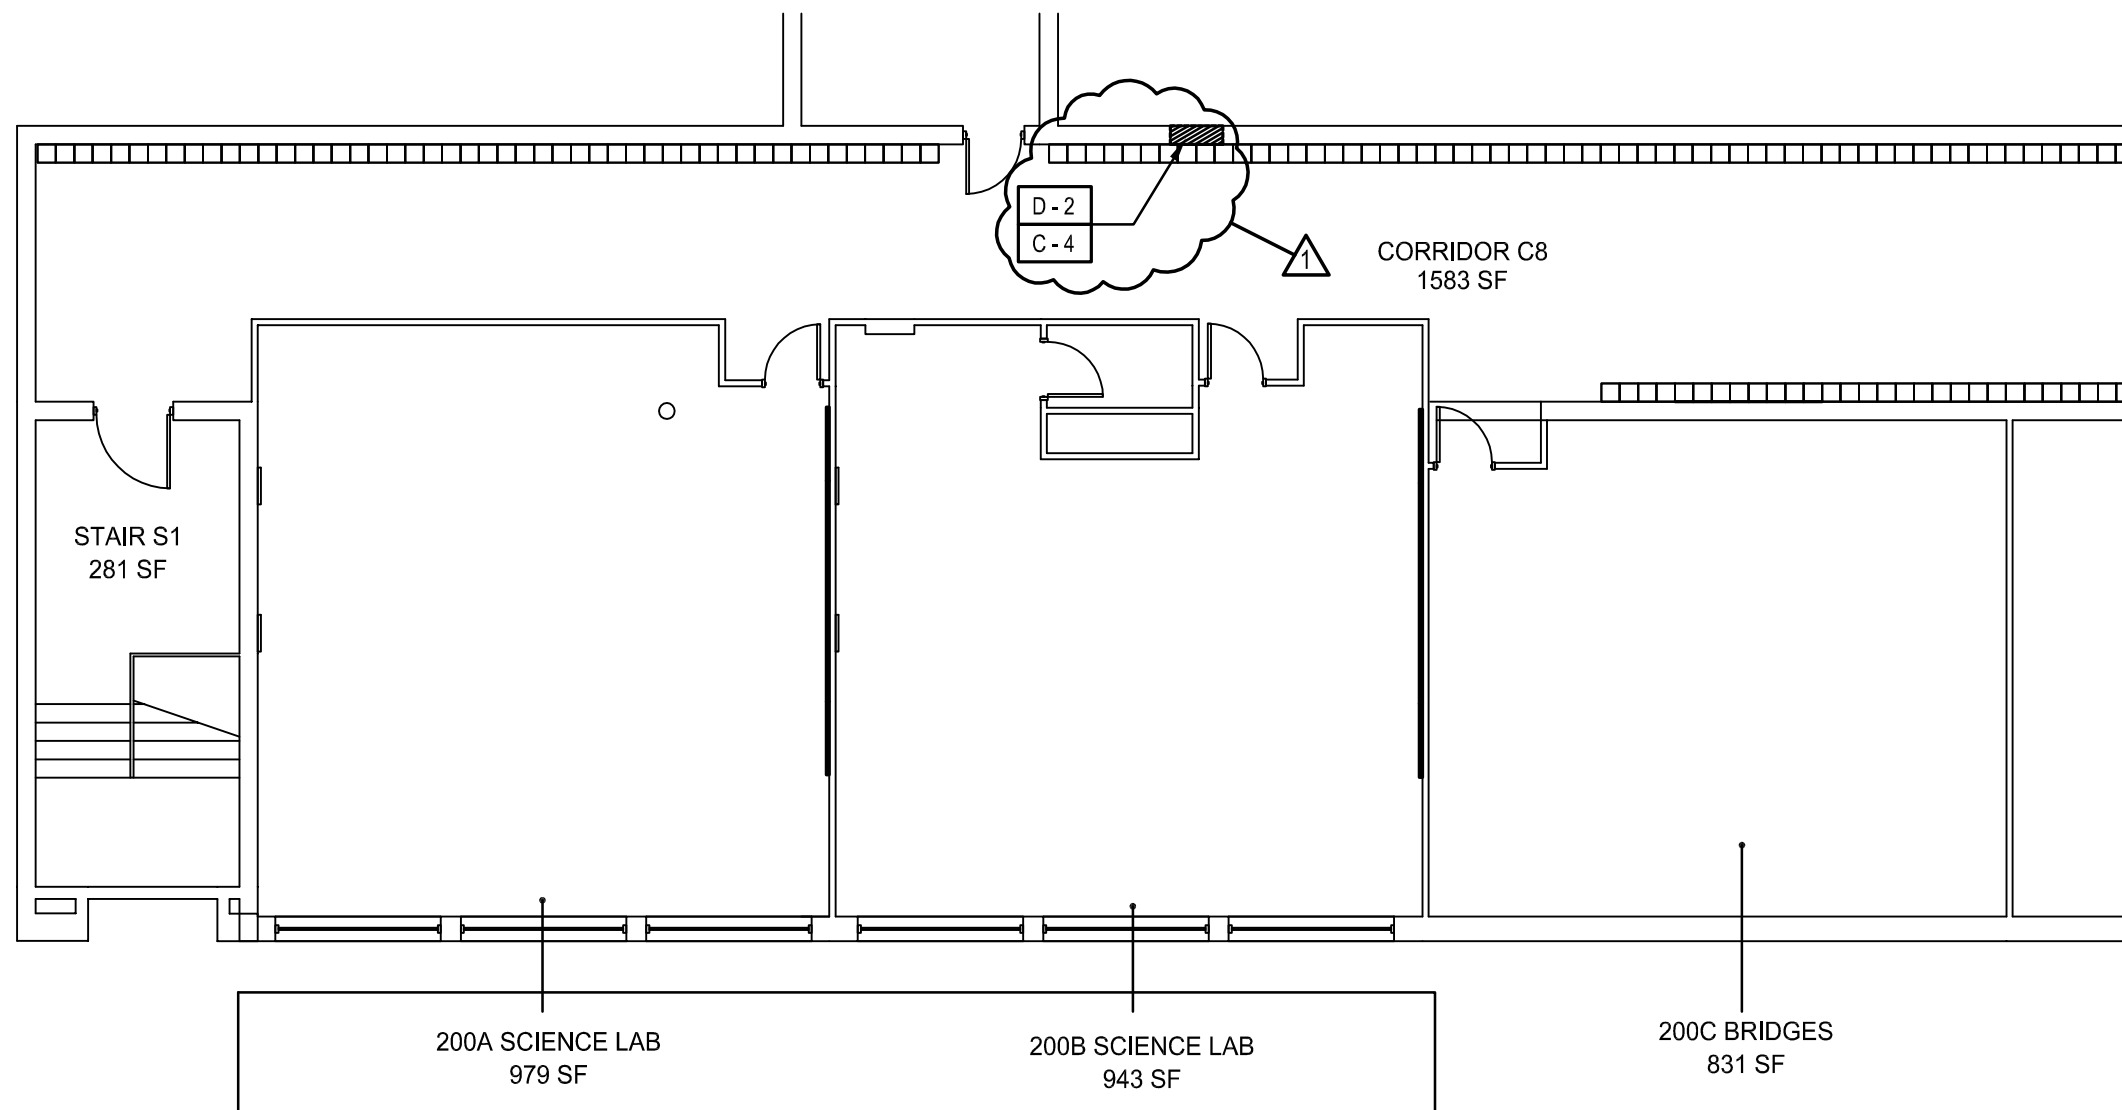 D - 2
C - 4
1
CORRIDOR C8
1583 SF
STAIR S1
281 SF
200A SCIENCE LAB
979 SF
200B SCIENCE LAB
943 SF
200C BRIDGES
831 SF